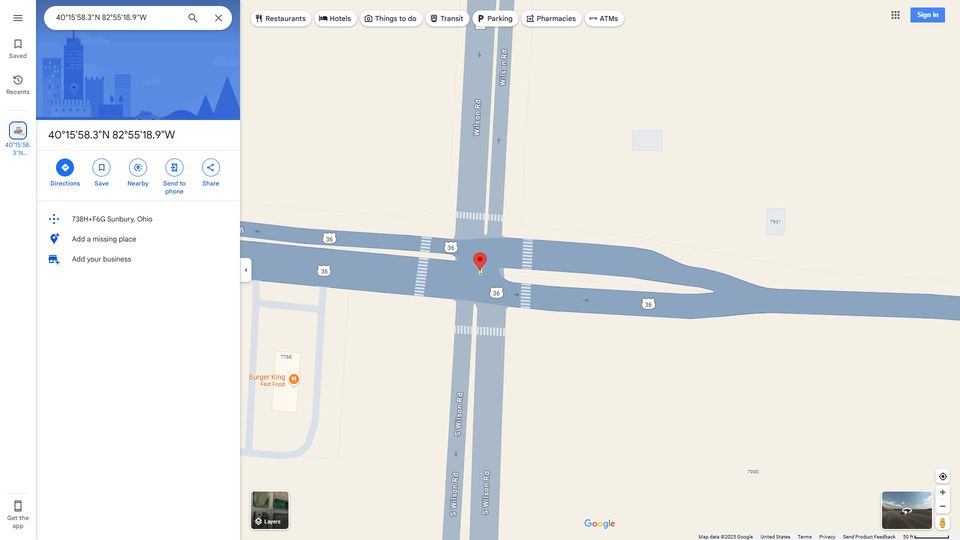 40°15'58.3"N 82°55'18.9"W
Restaurants
Hotels
Things to do
Transit
Parking
Pharmacies
ATMs
Sign in
Saved
Recents
40°15'58.
3"N...
40°15'58.3"N 82°55'18.9"W
Directions
Save
Nearby
Send to
phone
Share
738H+F6G Sunbury, Ohio
Add a missing place
Add your business
Get the
app
Wilson Rd
Wilson Rd
7931
6
36
36
36
36
36
7768
Burger King
Fast Food
S Wilson Rd
S Wilson Rd
S Wilson Rd
7990
Layers
Google
Map data ©2025 Google
United States
Terms
Privacy
Send Product Feedback
50 ft